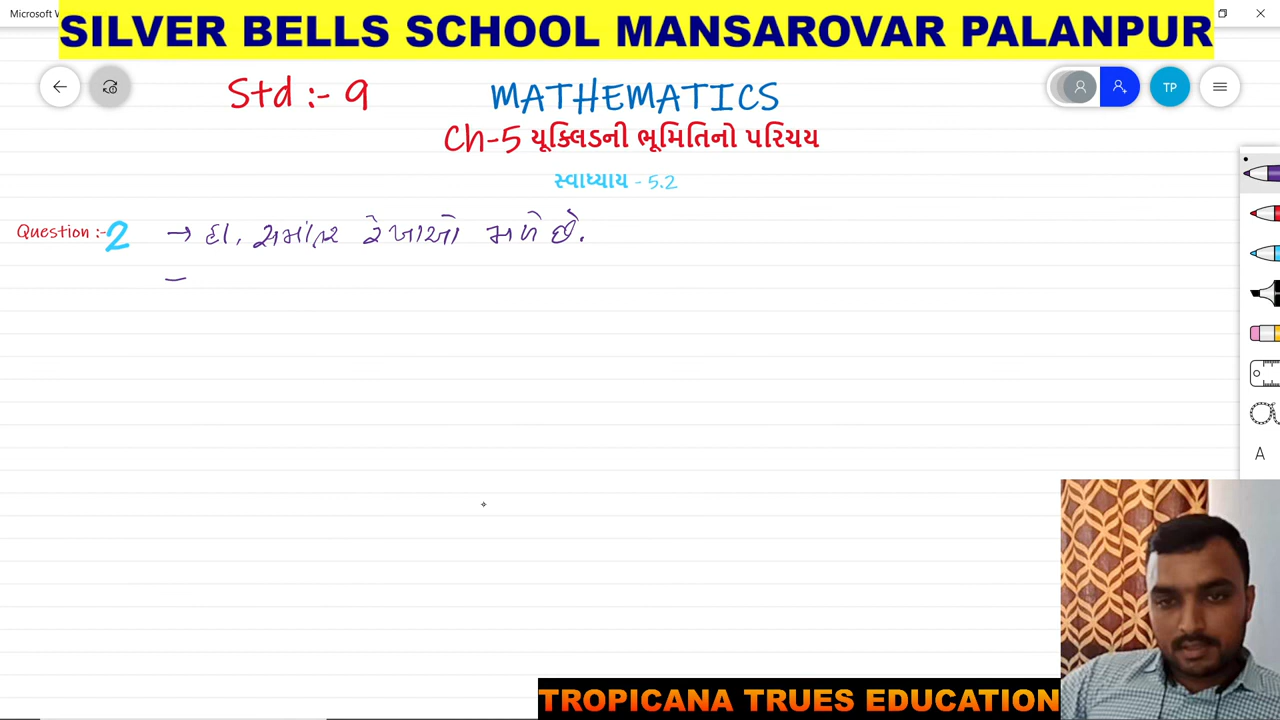 Microsoft W
SILVER BELLS SCHOOL MANSAROVAR PALANPUR
Std :- 9
MATHEMATICS
TP
Ch-5 યૂક્લિડની ભૂમિતિનો પરિચય
સ્વાધ્યાય - 5.2
Question :- 2 → હા, સમાંતર રેખાઓ મળે છે.
A
TROPICANA TRUES EDUCATION